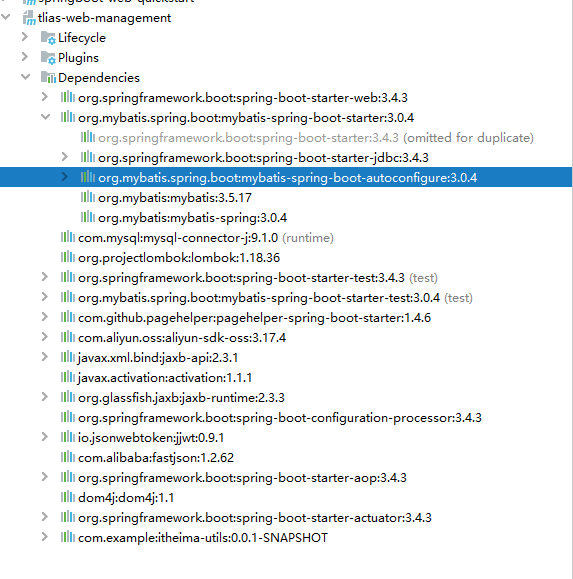 springboot-web-quickstart
tlias-web-management
Lifecycle
Plugins
Dependencies
org.springframework.boot:spring-boot-starter-web:3.4.3
org.mybatis.spring.boot:mybatis-spring-boot-starter:3.0.4
org.springframework.boot:spring-boot-starter:3.4.3 (omitted for duplicate)
org.springframework.boot:spring-boot-starter-jdbc:3.4.3
org.mybatis.spring.boot:mybatis-spring-boot-autoconfigure:3.0.4
org.mybatis:mybatis:3.5.17
org.mybatis:mybatis-spring:3.0.4
com.mysql:mysql-connector-j:9.1.0 (runtime)
org.projectlombok:lombok:1.18.36
org.springframework.boot:spring-boot-starter-test:3.4.3 (test)
org.mybatis.spring.boot:mybatis-spring-boot-starter-test:3.0.4 (test)
com.github.pagehelper:pagehelper-spring-boot-starter:1.4.6
com.aliyun.oss:aliyun-sdk-oss:3.17.4
javax.xml.bind:jaxb-api:2.3.1
javax.activation:activation:1.1.1
org.glassfish.jaxb:jaxb-runtime:2.3.3
org.springframework.boot:spring-boot-configuration-processor:3.4.3
io.jsonwebtoken:jjwt:0.9.1
com.alibaba:fastjson:1.2.62
org.springframework.boot:spring-boot-starter-aop:3.4.3
dom4j:dom4j:1.1
org.springframework.boot:spring-boot-starter-actuator:3.4.3
com.example:itheima-utils:0.0.1-SNAPSHOT